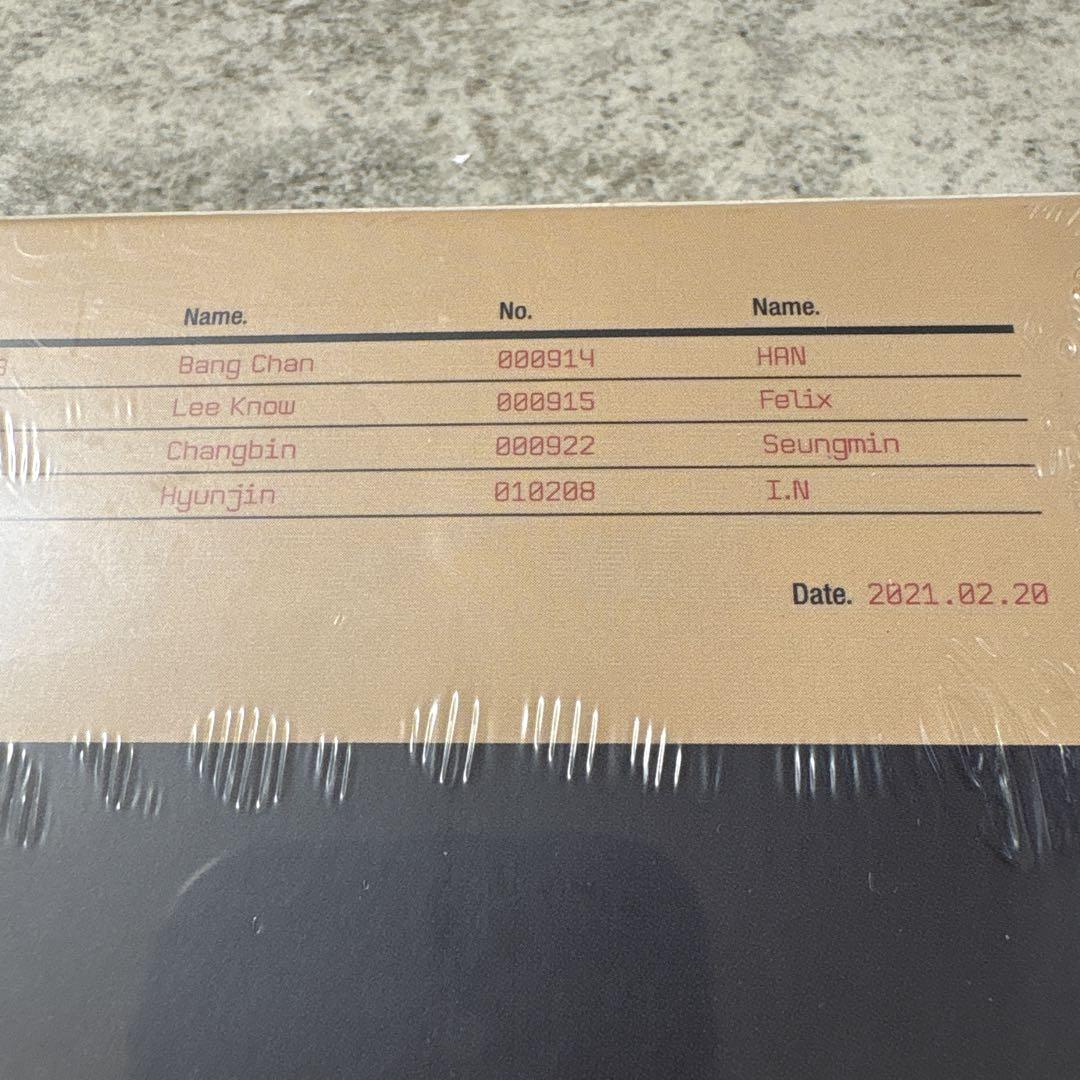 Name. No. Name.
Bang Chan 000914 HAN
Lee Know 000915 Felix
Changbin 000922 Seungmin
Hyunjin 010208 I.N
Date. 2021.02.20